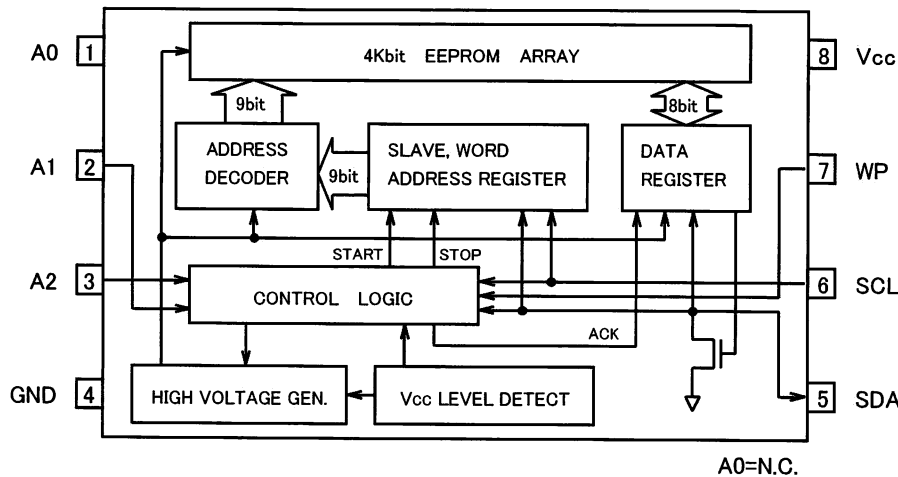 A0 1
4Kbit EEPROM ARRAY
8 Vcc
9bit
8bit
ADDRESS
DECODER
9bit
SLAVE, WORD
ADDRESS REGISTER
DATA
REGISTER
A1 2
7 WP
START
STOP
A2 3
CONTROL LOGIC
6 SCL
ACK
GND 4
HIGH VOLTAGE GEN.
Vcc LEVEL DETECT
5 SDA
A0=N.C.